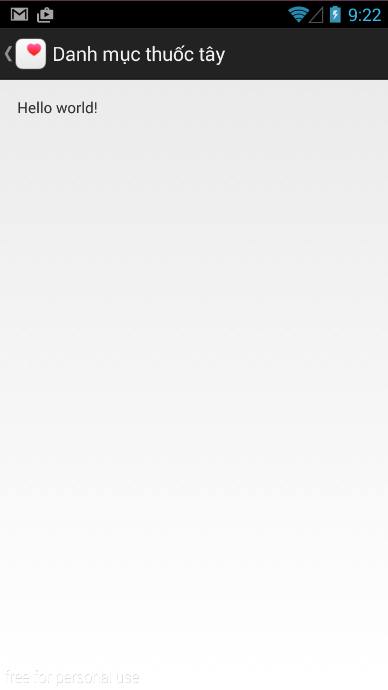 9:22
Danh mục thuốc tây
Hello world!
free for personal use